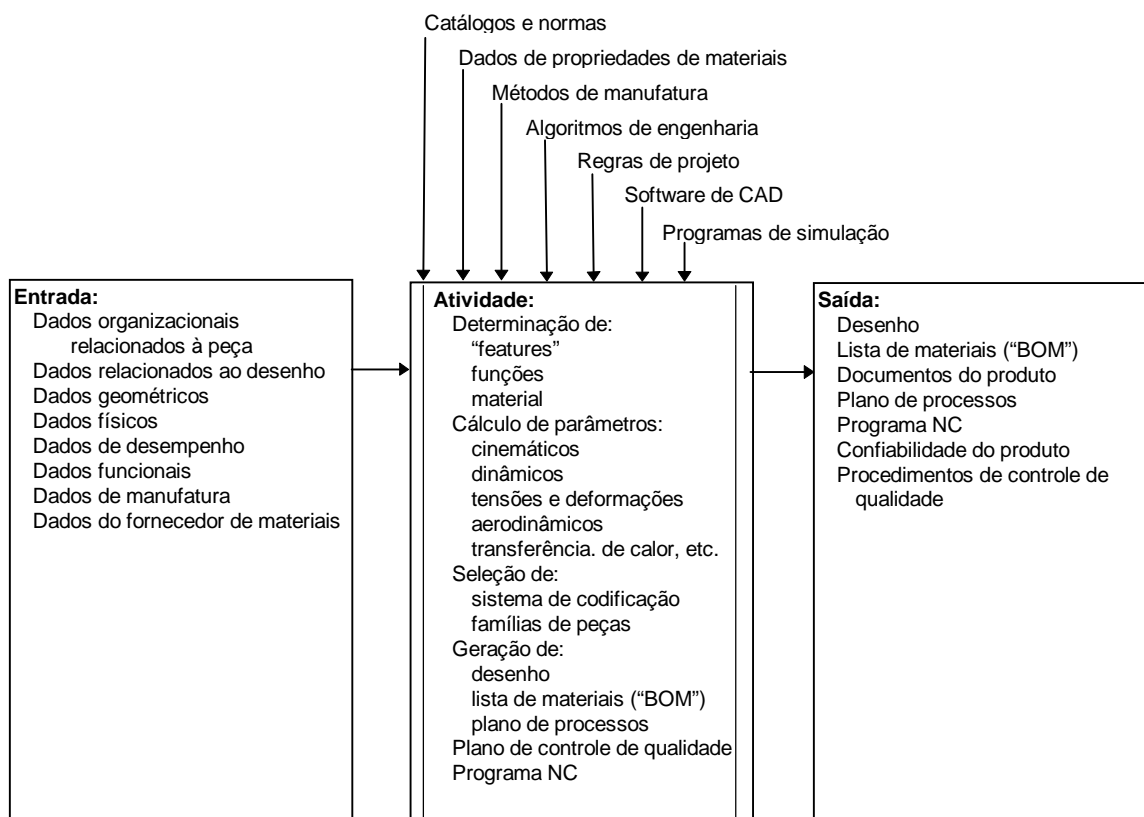 Catálogos e normas
Dados de propriedades de materiais
Métodos de manufatura
Algoritmos de engenharia
Regras de projeto
Software de CAD
Programas de simulação
Entrada:
Dados organizacionais
relacionados à peça
Dados relacionados ao desenho
Dados geométricos
Dados físicos
Dados de desempenho
Dados funcionais
Dados de manufatura
Dados do fornecedor de materiais
Atividade:
Determinação de:
“features”
funções
material
Cálculo de parâmetros:
cinemáticos
dinâmicos
tensões e deformações
aerodinâmicos
transferência. de calor, etc.
Seleção de:
sistema de codificação
famílias de peças
Geração de:
desenho
lista de materiais (“BOM”)
plano de processos
Plano de controle de qualidade
Programa NC
Saída:
Desenho
Lista de materiais (“BOM”)
Documentos do produto
Plano de processos
Programa NC
Confiabilidade do produto
Procedimentos de controle de
qualidade